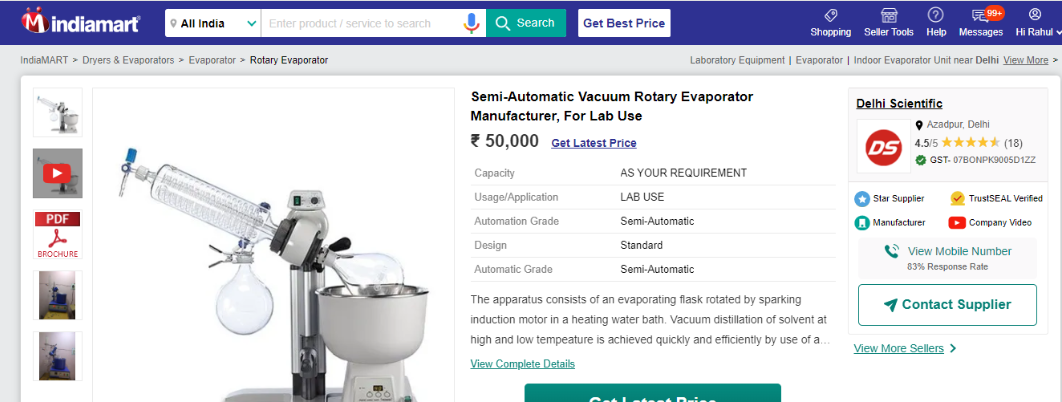 indiamart
All India
Enter product / service to search
Search
Get Best Price
Shopping
Seller Tools
Help
99+
Messages
Hi Rahul
IndiaMART > Dryers & Evaporators > Evaporator > Rotary Evaporator
Laboratory Equipment | Evaporator | Indoor Evaporator Unit near Delhi View More >
PDF
BROCHURE
Semi-Automatic Vacuum Rotary Evaporator
Manufacturer, For Lab Use
₹ 50,000 Get Latest Price
Capacity AS YOUR REQUIREMENT
Usage/Application LAB USE
Automation Grade Semi-Automatic
Design Standard
Automatic Grade Semi-Automatic
The apparatus consists of an evaporating flask rotated by sparking
induction motor in a heating water bath. Vacuum distillation of solvent at
high and low tempeature is achieved quickly and efficiently by use of a...
View Complete Details
Get Latest Price
Delhi Scientific
DS
Azadpur, Delhi
4.5/5 (18)
GST- 07BONPK9005D1ZZ
Star Supplier
TrustSEAL Verified
Manufacturer
Company Video
View Mobile Number
83% Response Rate
Contact Supplier
View More Sellers